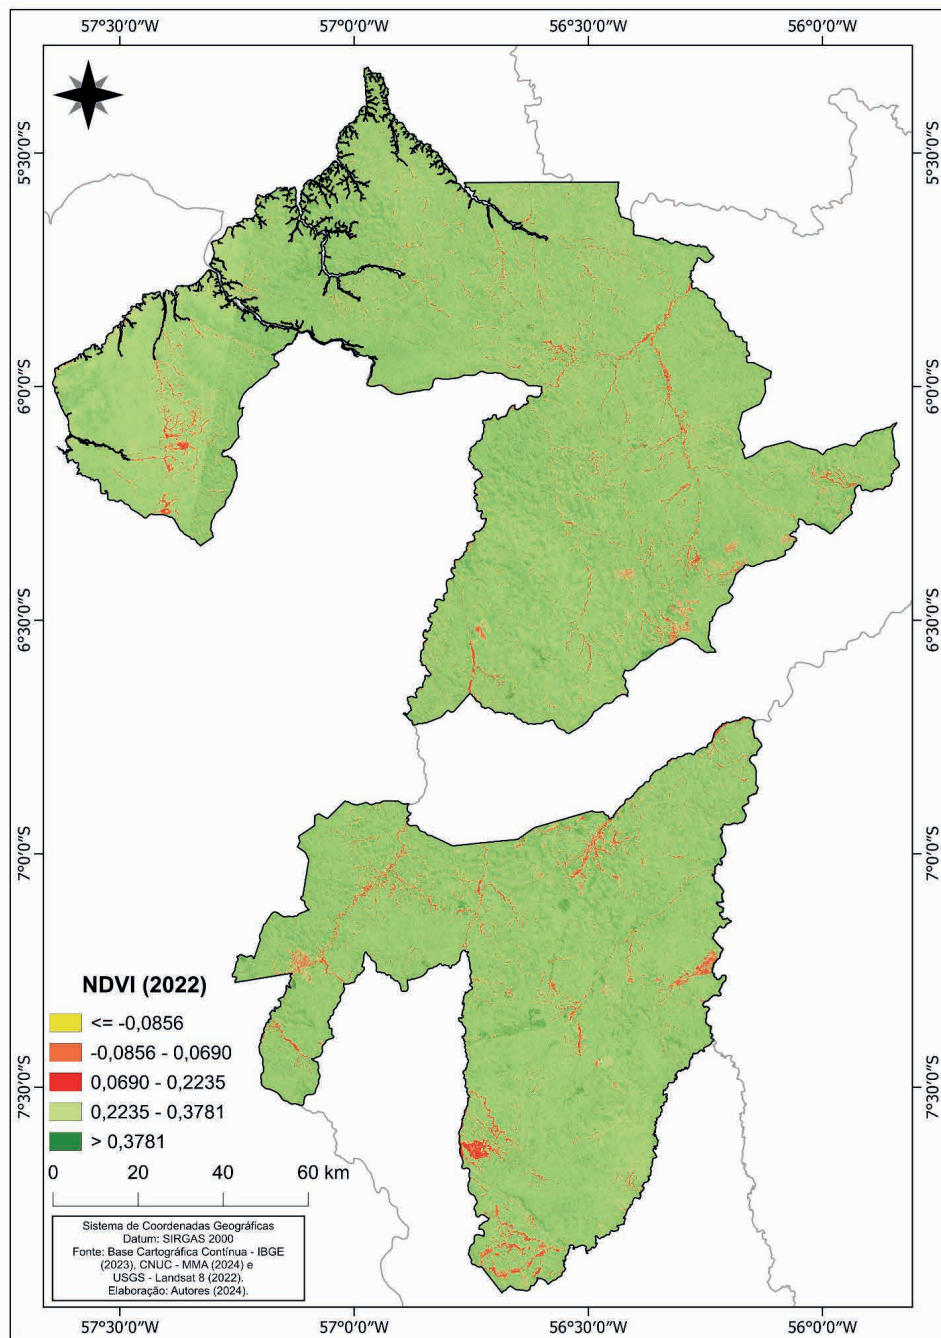 57°30'0"W 57°0'0"W 56°30'0"W 56°0'0"W
5°30'0"S 5°30'0"S
6°0'0"S 6°0'0"S
6°30'0"S 6°30'0"S
7°0'0"S 7°0'0"S
7°30'0"S 7°30'0"S
NDVI (2022)
<= -0,0856
-0,0856 - 0,0690
0,0690 - 0,2235
0,2235 - 0,3781
> 0,3781
0 20 40 60 km
Sistema de Coordenadas Geográficas
Datum: SIRGAS 2000
Fonte: Base Cartográfica Contínua - IBGE
(2023), CNUC - MMA (2024) e
USGS - Landsat 8 (2022).
Elaboração: Autores (2024).
57°30'0"W 57°0'0"W 56°30'0"W 56°0'0"W